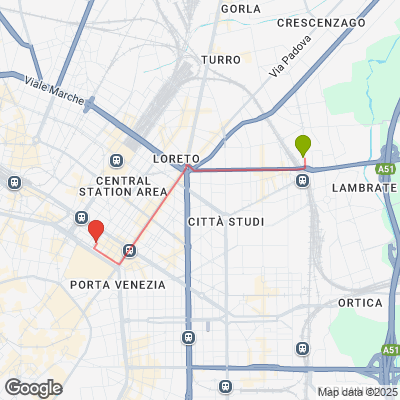 GORLA
CRESCENZAGO
TURRO
Via Padova
Viale Marche
LORETO
A51
CENTRAL
STATION AREA
LAMBRATE
CITTÀ STUDI
PORTA VENEZIA
ORTICA
A51
Google
Map data ©2025